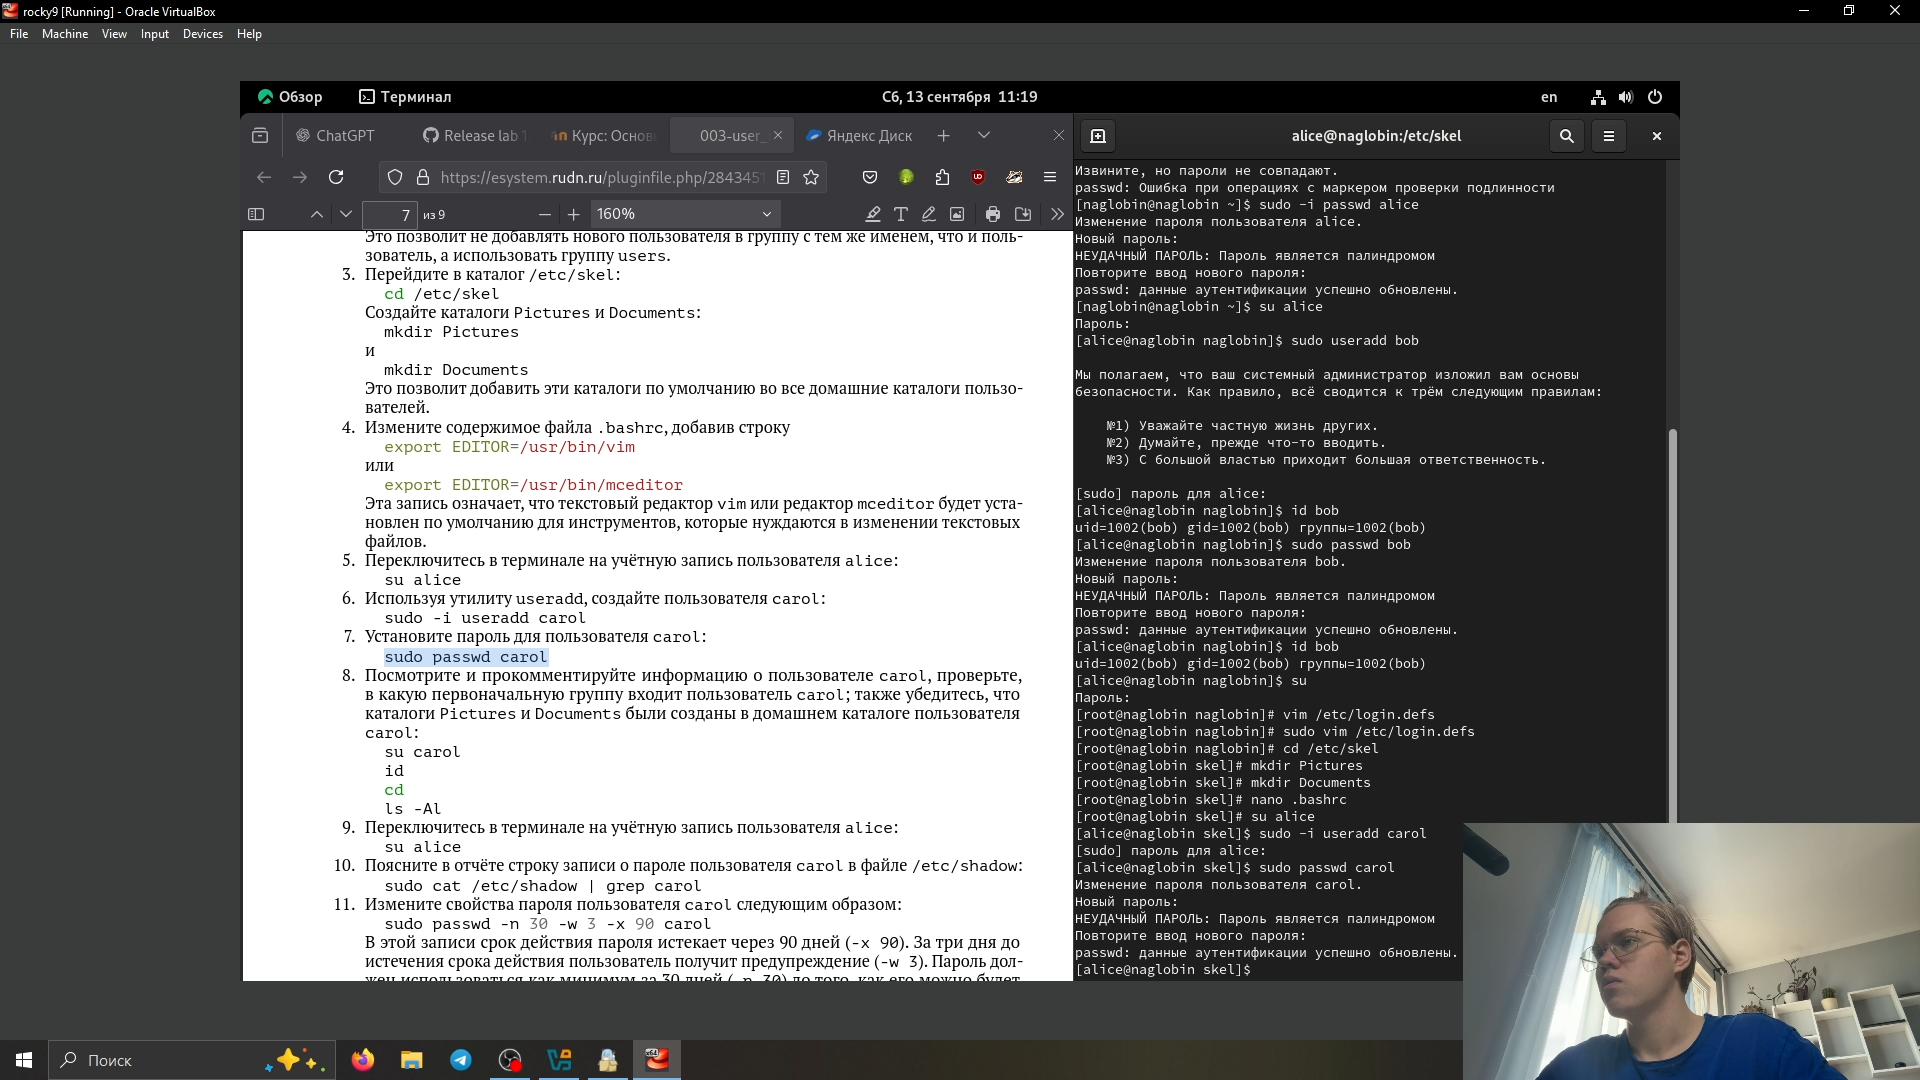 rocky9 [Running] - Oracle VirtualBox
File Machine View Input Devices Help
Обзор Терминал Сб, 13 сентября 11:19 en
ChatGPT Release lab 1 Курс: Основ 003-user_ Яндекс Диск
https://esystem.rudn.ru/pluginfile.php/2843451
7 из 9 160%
Это позволит не добавлять нового пользователя в группу с тем же именем, что и поль-
зователь, а использовать группу users.
3. Перейдите в каталог /etc/skel:
cd /etc/skel
Создайте каталоги Pictures и Documents:
mkdir Pictures
и
mkdir Documents
Это позволит добавить эти каталоги по умолчанию во все домашние каталоги пользо-
вателей.
4. Измените содержимое файла .bashrc, добавив строку
export EDITOR=/usr/bin/vim
или
export EDITOR=/usr/bin/mceditor
Эта запись означает, что текстовый редактор vim или редактор mceditor будет уста-
новлен по умолчанию для инструментов, которые нуждаются в изменении текстовых
файлов.
5. Переключитесь в терминале на учётную запись пользователя alice:
su alice
6. Используя утилиту useradd, создайте пользователя carol:
sudo -i useradd carol
7. Установите пароль для пользователя carol:
sudo passwd carol
8. Посмотрите и прокомментируйте информацию о пользователе carol, проверьте,
в какую первоначальную группу входит пользователь carol; также убедитесь, что
каталоги Pictures и Documents были созданы в домашнем каталоге пользователя
carol:
su carol
id
cd
ls -Al
9. Переключитесь в терминале на учётную запись пользователя alice:
su alice
10. Поясните в отчёте строку записи о пароле пользователя carol в файле /etc/shadow:
sudo cat /etc/shadow | grep carol
11. Измените свойства пароля пользователя carol следующим образом:
sudo passwd -n 30 -w 3 -x 90 carol
В этой записи срок действия пароля истекает через 90 дней (-x 90). За три дня до
истечения срока действия пользователь получит предупреждение (-w 3). Пароль дол-
жен использоваться как минимум за 30 дней (-n 30) до того, как его можно будет
alice@naglobin:/etc/skel
Извините, но пароли не совпадают.
passwd: Ошибка при операциях с маркером проверки подлинности
[naglobin@naglobin ~]$ sudo -i passwd alice
Изменение пароля пользователя alice.
Новый пароль:
НЕУДАЧНЫЙ ПАРОЛЬ: Пароль является палиндромом
Повторите ввод нового пароля:
passwd: данные аутентификации успешно обновлены.
[naglobin@naglobin ~]$ su alice
Пароль:
[alice@naglobin naglobin]$ sudo useradd bob
Мы полагаем, что ваш системный администратор изложил вам основы
безопасности. Как правило, всё сводится к трём следующим правилам:
№1) Уважайте частную жизнь других.
№2) Думайте, прежде что-то вводить.
№3) С большой властью приходит большая ответственность.
[sudo] пароль для alice:
[alice@naglobin naglobin]$ id bob
uid=1002(bob) gid=1002(bob) группы=1002(bob)
[alice@naglobin naglobin]$ sudo passwd bob
Изменение пароля пользователя bob.
Новый пароль:
НЕУДАЧНЫЙ ПАРОЛЬ: Пароль является палиндромом
Повторите ввод нового пароля:
passwd: данные аутентификации успешно обновлены.
[alice@naglobin naglobin]$ id bob
uid=1002(bob) gid=1002(bob) группы=1002(bob)
[alice@naglobin naglobin]$ su
Пароль:
[root@naglobin naglobin]# vim /etc/login.defs
[root@naglobin naglobin]# sudo vim /etc/login.defs
[root@naglobin naglobin]# cd /etc/skel
[root@naglobin skel]# mkdir Pictures
[root@naglobin skel]# mkdir Documents
[root@naglobin skel]# nano .bashrc
[root@naglobin skel]# su alice
[alice@naglobin skel]$ sudo -i useradd carol
[sudo] пароль для alice:
[alice@naglobin skel]$ sudo passwd carol
Изменение пароля пользователя carol.
Новый пароль:
НЕУДАЧНЫЙ ПАРОЛЬ: Пароль является палиндромом
Повторите ввод нового пароля:
passwd: данные аутентификации успешно обновлены.
[alice@naglobin skel]$
Поиск